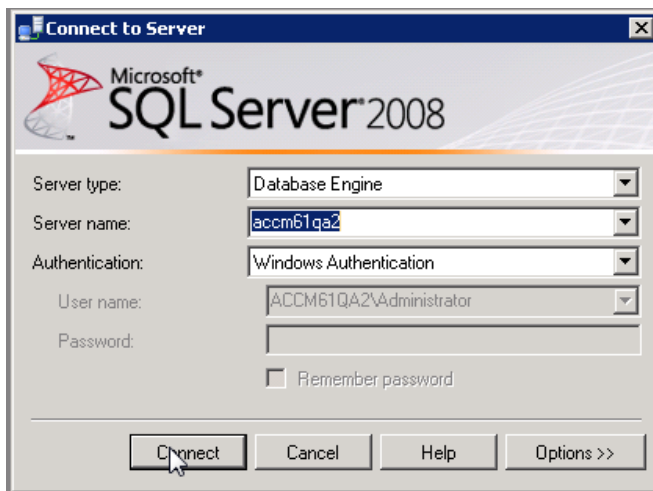 Connect to Server
Microsoft®
SQL Server® 2008
™
Server type: Database Engine
Server name: accm61qa2
Authentication: Windows Authentication
User name: ACCM61QA2\Administrator
Password:
Remember password
Connect Cancel Help Options >>